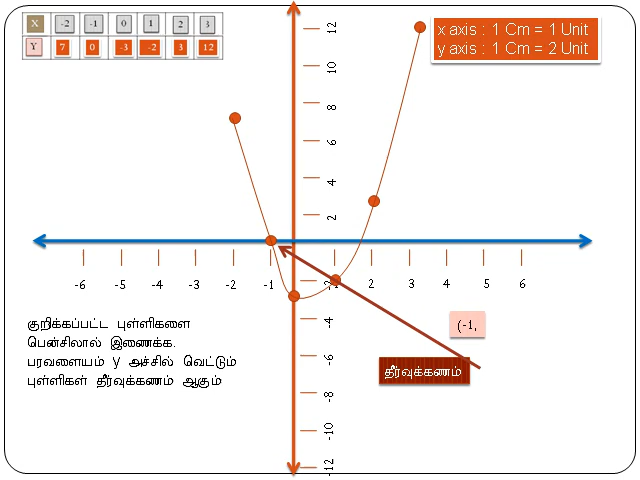 X -2 -1 0 1 2 3
Y 7 0 -3 -2 3 12
x axis : 1 Cm = 1 Unit
y axis : 1 Cm = 2 Unit
12
10
8
6
4
2
-6 -5 -4 -3 -2 -1 1 2 3 4 5 6
-2
-4
-6
-8
-10
-12
(-1,
தீர்வுக்கணம்
குறிக்கப்பட்ட புள்ளிகளை
பென்சிலால் இணைக்க.
பரவளையம் y அச்சில் வெட்டும்
புள்ளிகள் தீர்வுக்கணம் ஆகும்